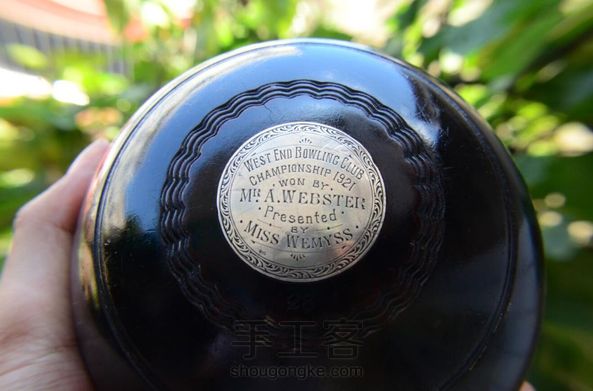 WEST END BOWLING CLUB
CHAMPIONSHIP 1921
WON BY
Mr. A. WEBSTER.
Presented
BY
MISS WEMYSS.
手工客
shougongke.com